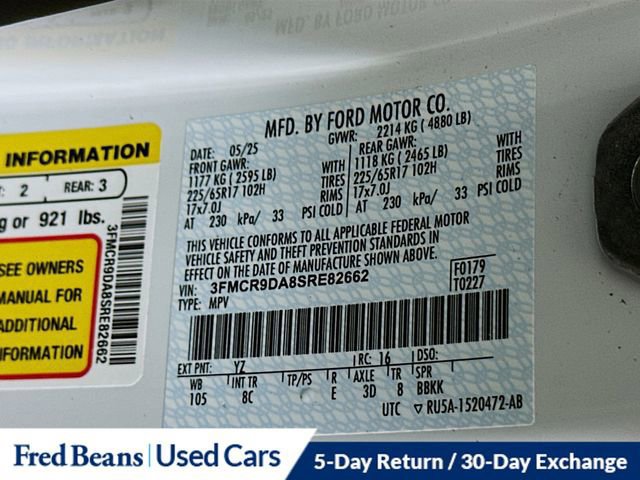 MFD. BY FORD MOTOR CO.
DATE: 05/25 GVWR: 2214 KG ( 4880 LB)
FRONT GAWR: REAR GAWR:
1177 KG ( 2595 LB) WITH 1118 KG ( 2465 LB) WITH
225/65R17 102H TIRES 225/65R17 102H TIRES
17x7.0J RIMS 17x7.0J RIMS
AT 230 kPa/ 33 PSI COLD AT 230 kPa/ 33 PSI COLD
THIS VEHICLE CONFORMS TO ALL APPLICABLE FEDERAL MOTOR
VEHICLE SAFETY AND THEFT PREVENTION STANDARDS IN
EFFECT ON THE DATE OF MANUFACTURE SHOWN ABOVE.
VIN: 3FMCR9DA8SRE82662 F0179
TYPE: MPV T0227
EXT PNT: YZ RC: 16 DSO:
WB INT TR TP/PS R AXLE TR SPR
105 8C E 3D 8 BBKK
UTC ▽ RU5A-1520472-AB
INFORMATION
2 REAR: 3
or 921 lbs.
SEE OWNERS
MANUAL FOR
ADDITIONAL
INFORMATION
3FMCR9DA8SRE82662
Fred Beans Used Cars
5-Day Return / 30-Day Exchange